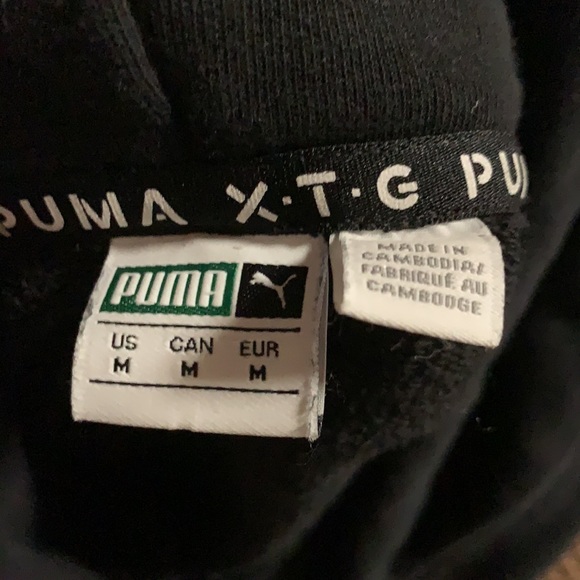 PUMA X·T·G PU
PUMA
US CAN EUR
M M M
MADE IN
CAMBODIA/
FABRIQUÉ AU
CAMBODGE